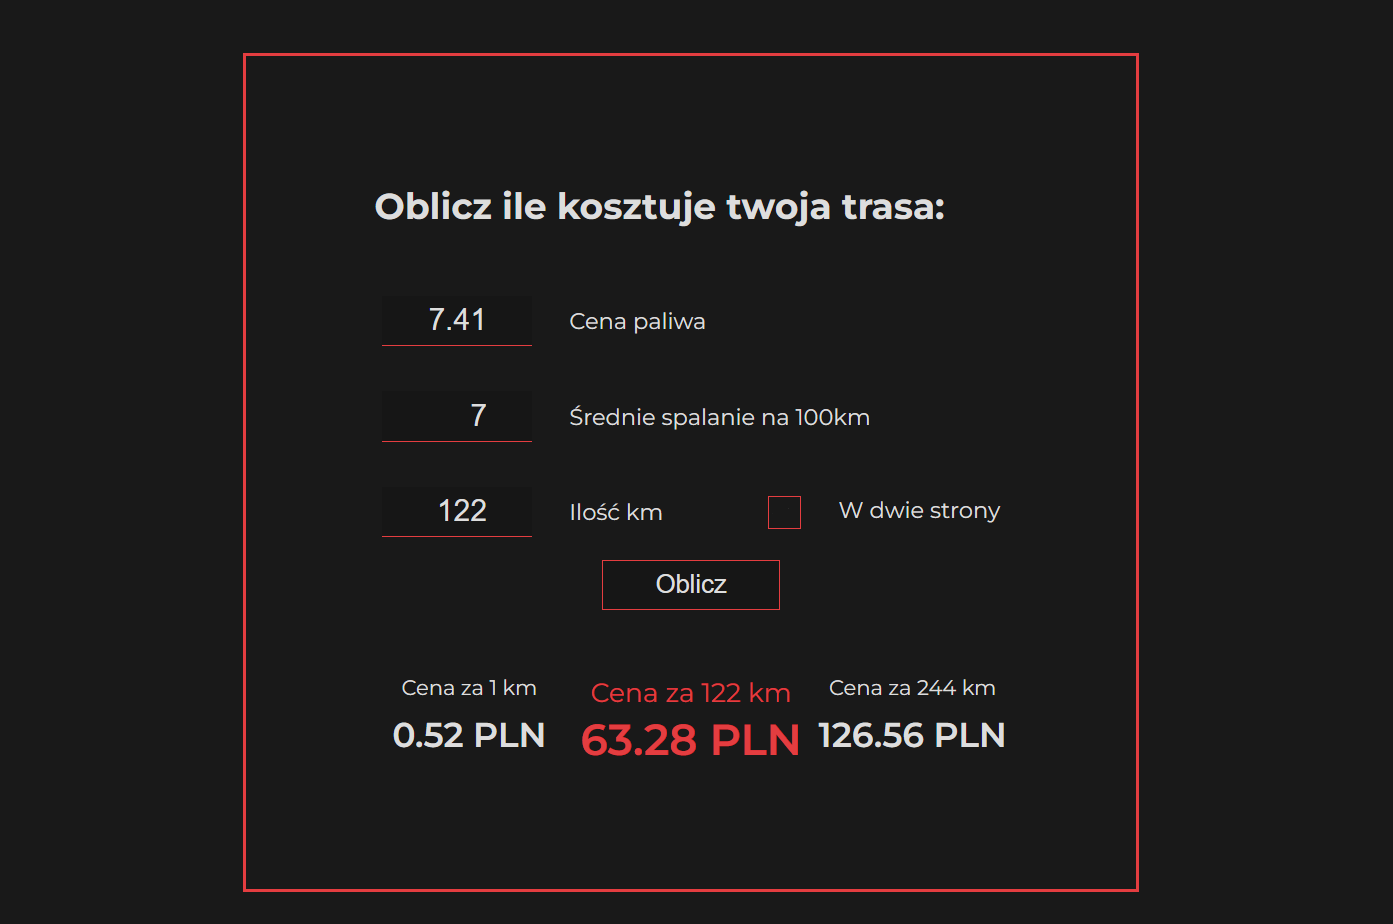 Oblicz ile kosztuje twoja trasa:
7.41 Cena paliwa
7 Średnie spalanie na 100km
122 Ilość km W dwie strony
Oblicz
Cena za 1 km Cena za 122 km Cena za 244 km
0.52 PLN 63.28 PLN 126.56 PLN